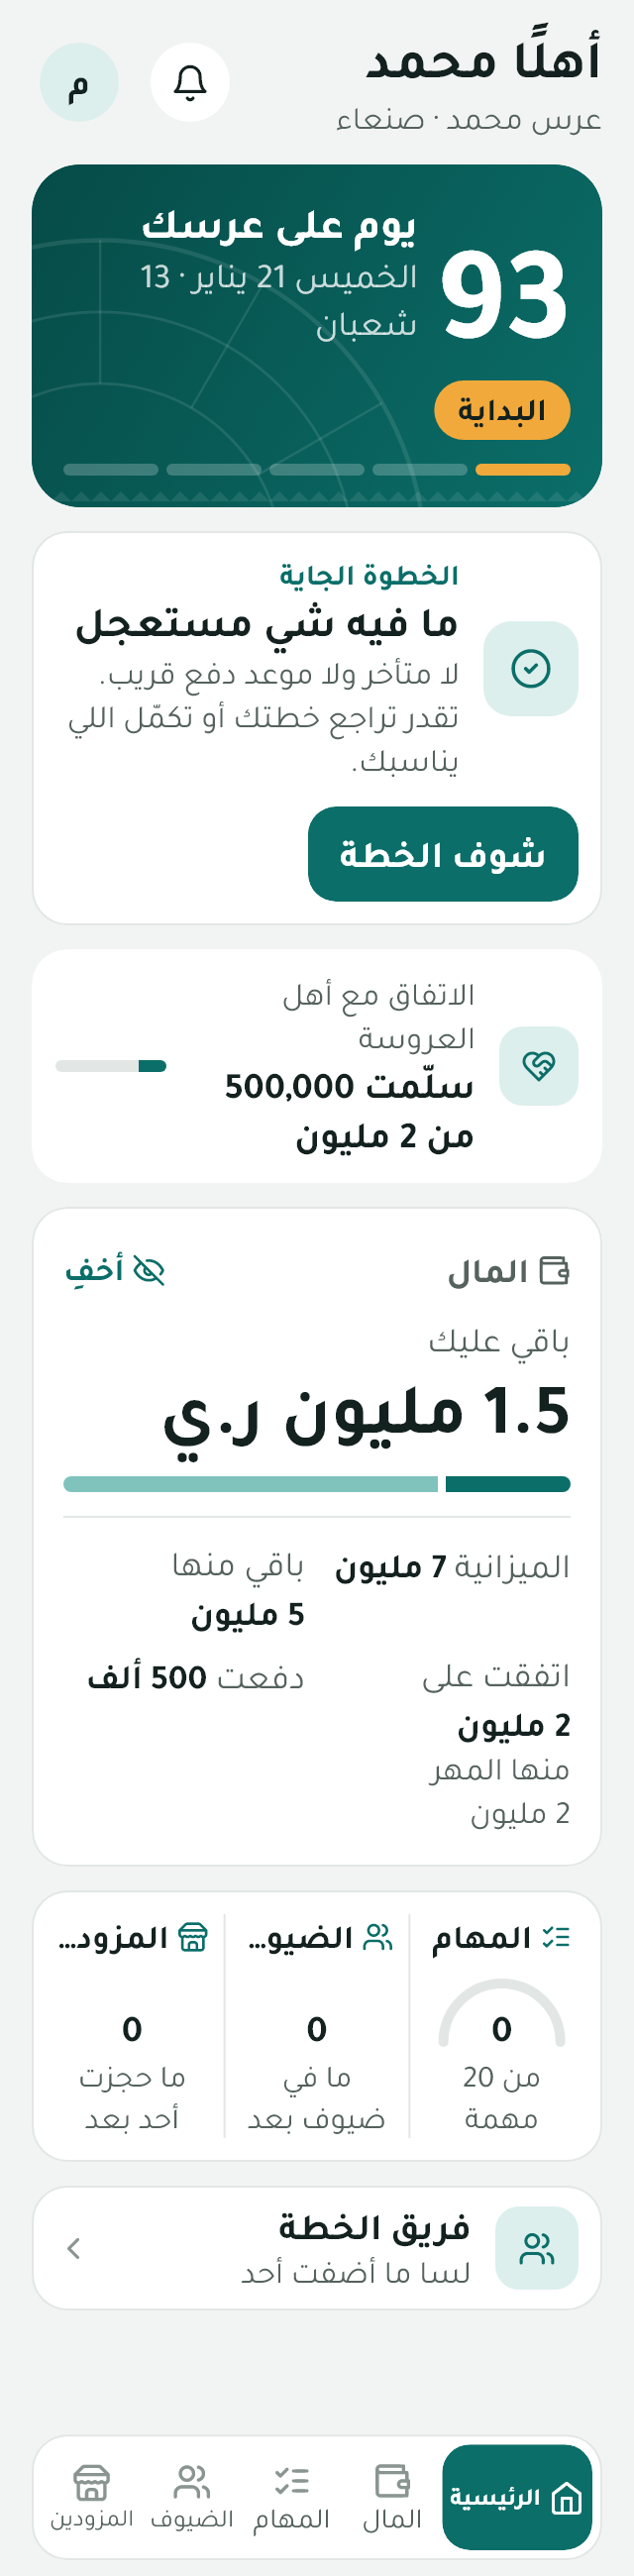 أهلًا محمد
عرس محمد · صنعاء
م
93
يوم على عرسك
الخميس 21 يناير · 13
شعبان
البداية
الخطوة الجاية
ما فيه شي مستعجل
لا متأخر ولا موعد دفع قريب.
تقدر تراجع خطتك أو تكمّل اللي
يناسبك.
شوف الخطة
الاتفاق مع أهل
العروسة
سلّمت 500,000
من 2 مليون
المال
أخفِ
باقي عليك
1.5 مليون ر.ي
الميزانية 7 مليون
باقي منها
5 مليون
اتفقت على
2 مليون
منها المهر
2 مليون
دفعت 500 ألف
المهام
0
من 20
مهمة
الضيو...
0
ما في
ضيوف بعد
المزود...
0
ما حجزت
أحد بعد
فريق الخطة
لسا ما أضفت أحد
الرئيسية
المال
المهام
الضيوف
المزودين